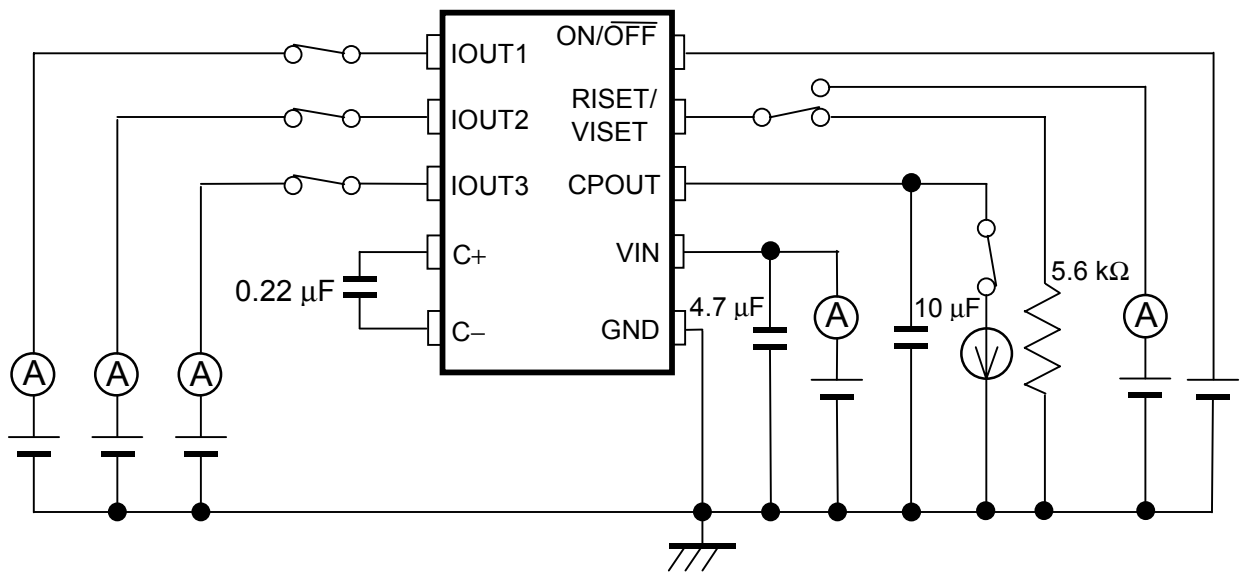 ON/OFF
IOUT1
RISET/
VISET
IOUT2
IOUT3
CPOUT
C+
VIN
0.22 μF
4.7 μF
10 μF
5.6 kΩ
C−
GND
A
A
A
A
A